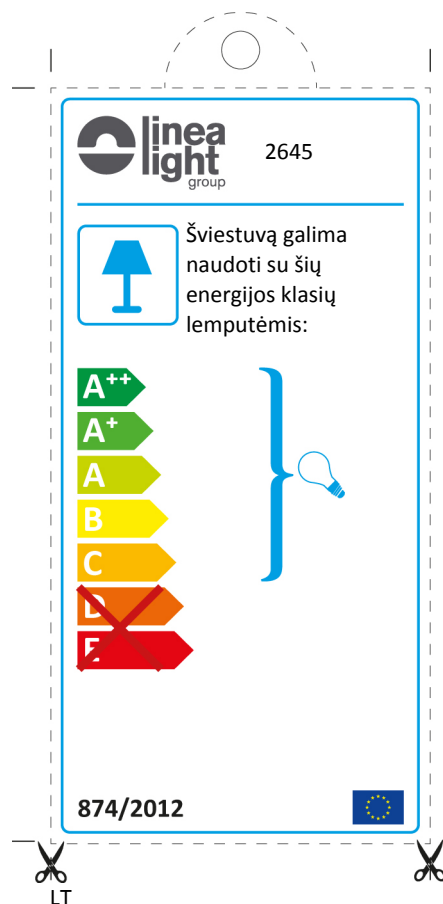 linea
light
group
2645
Šviestuvą galima
naudoti su šių
energijos klasių
lemputėmis:
A++
A+
A
B
C
D
E
874/2012
LT